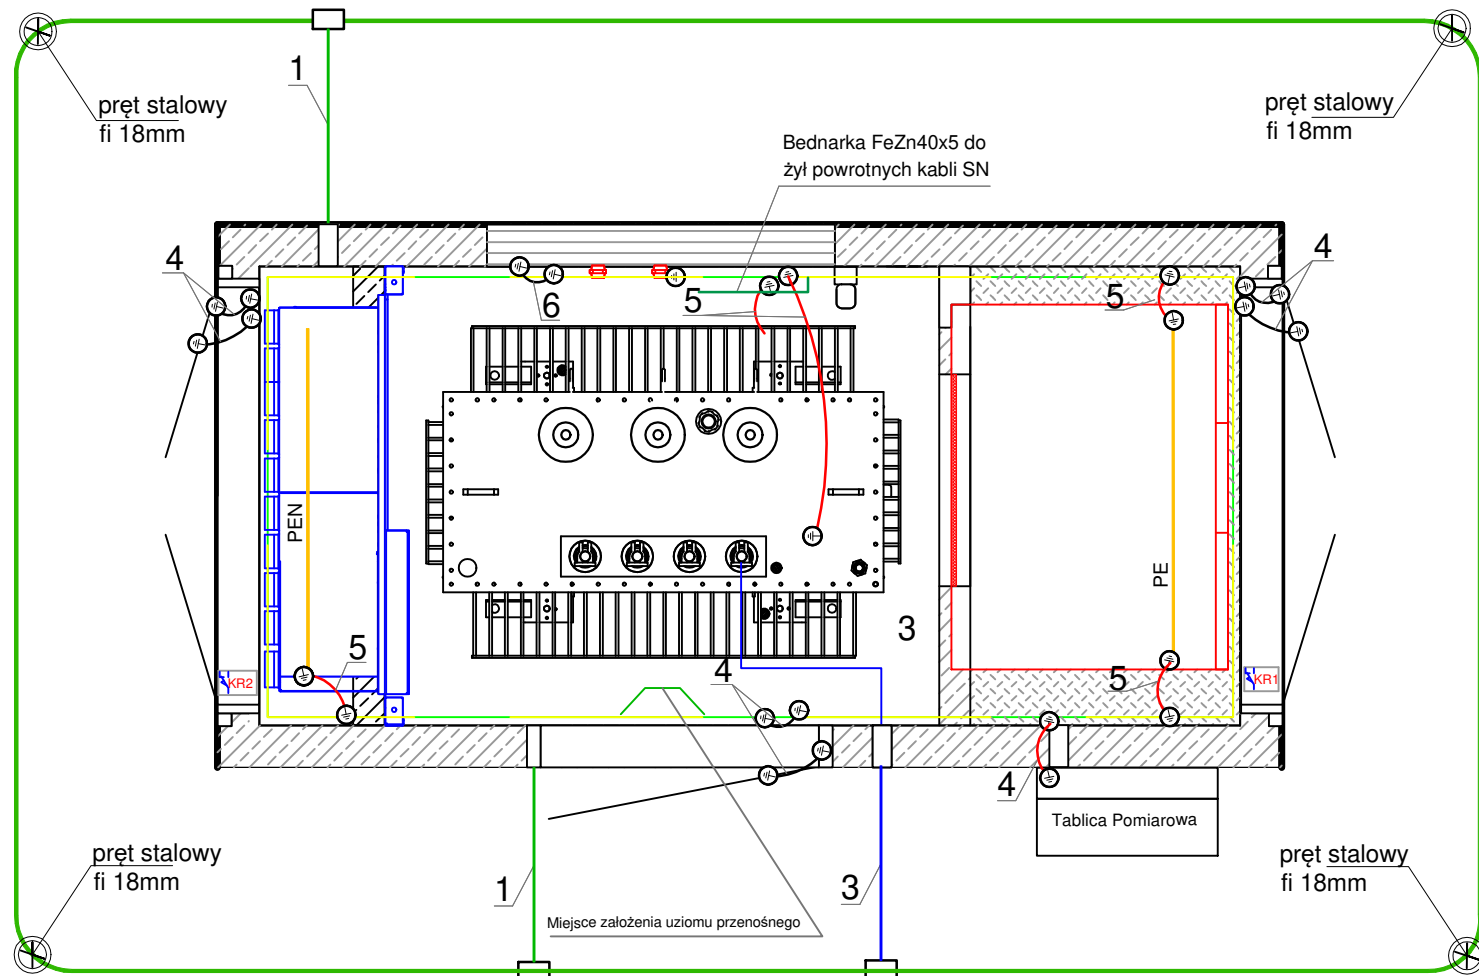 1
pręt stalowy
fi 18mm
pręt stalowy
fi 18mm
Bednarka FeZn40x5 do
żył powrotnych kabli SN
4
4
6
5
5
PEN
PE
3
5
4
5
KR2
KR1
4
Tablica Pomiarowa
pręt stalowy
fi 18mm
pręt stalowy
fi 18mm
1
3
Miejsce założenia uziomu przenośnego